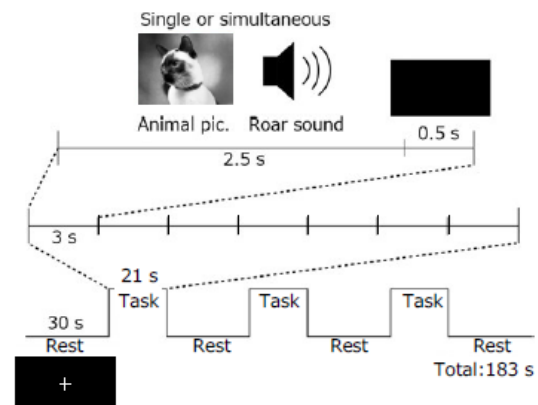 Single or simultaneous
Animal pic. Roar sound
0.5 s
2.5 s
3 s
21 s
Task Task Task
30 s
Rest Rest Rest Rest
Total:183 s